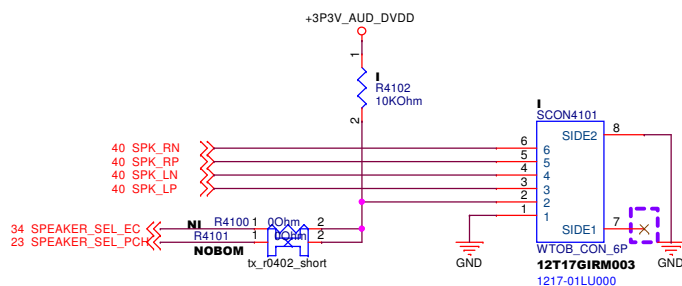 +3P3V_AUD_DVDD
1
I
R4102
10KOhm
2
I
SCON4101
40 SPK_RN
6
6
SIDE2
8
40 SPK_RP
5
5
40 SPK_LN
4
4
40 SPK_LP
3
3
2
2
1
1
34 SPEAKER_SEL_EC
NI
R4100
1
0Ohm
2
SIDE1
7
23 SPEAKER_SEL_PCH
R4101
1
0Ohm
2
NOBOM
tx_r0402_short
GND
WTOB_CON_6P
GND
12T17GIRM003
1217-01LU000